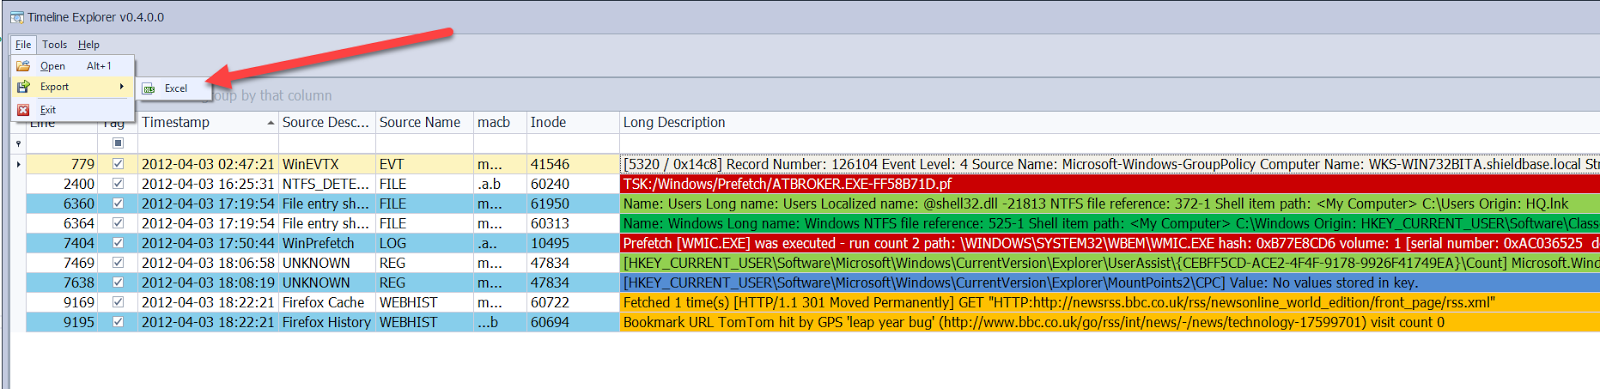 Timeline Explorer v0.4.0.0
File Tools Help
Open Alt+1
Export Excel
by that column
Exit
Line Tag Timestamp Source Desc... Source Name macb Inode Long Description
779 2012-04-03 02:47:21 WinEVTX EVT m... 41546 [5320 / 0x14c8] Record Number: 126104 Event Level: 4 Source Name: Microsoft-Windows-GroupPolicy Computer Name: WKS-WIN732BITA.shieldbase.local Str
2400 2012-04-03 16:25:31 NTFS_DETE... FILE .a.b 60240 TSK:/Windows/Prefetch/ATBROKER.EXE-FF58B71D.pf
6360 2012-04-03 17:19:54 File entry sh... FILE m... 61950 Name: Users Long name: Users Localized name: @shell32.dll -21813 NTFS file reference: 372-1 Shell item path: <My Computer> C:\Users Origin: HQ.lnk
6364 2012-04-03 17:19:54 File entry sh... FILE m... 60313 Name: Windows Long name: Windows NTFS file reference: 525-1 Shell item path: <My Computer> C:\Windows Origin: HKEY_CURRENT_USER\Software\Class
7404 2012-04-03 17:50:44 WinPrefetch LOG .a.. 10495 Prefetch [WMIC.EXE] was executed - run count 2 path: \WINDOWS\SYSTEM32\WBEM\WMIC.EXE hash: 0xB77E8CD6 volume: 1 [serial number: 0xAC036525 d
7469 2012-04-03 18:06:58 UNKNOWN REG m... 47834 [HKEY_CURRENT_USER\Software\Microsoft\Windows\CurrentVersion\Explorer\UserAssist\{CEBFF5CD-ACE2-4F4F-9178-9926F41749EA}\Count] Microsoft.Wind
7638 2012-04-03 18:08:19 UNKNOWN REG m... 47834 [HKEY_CURRENT_USER\Software\Microsoft\Windows\CurrentVersion\Explorer\MountPoints2\CPC] Value: No values stored in key.
9169 2012-04-03 18:22:21 Firefox Cache WEBHIST m... 60722 Fetched 1 time(s) [HTTP/1.1 301 Moved Permanently] GET "HTTP:http://newsrss.bbc.co.uk/rss/newsonline_world_edition/front_page/rss.xml"
9195 2012-04-03 18:22:21 Firefox History WEBHIST ...b 60694 Bookmark URL TomTom hit by GPS 'leap year bug' (http://www.bbc.co.uk/go/rss/int/news/-/news/technology-17599701) visit count 0